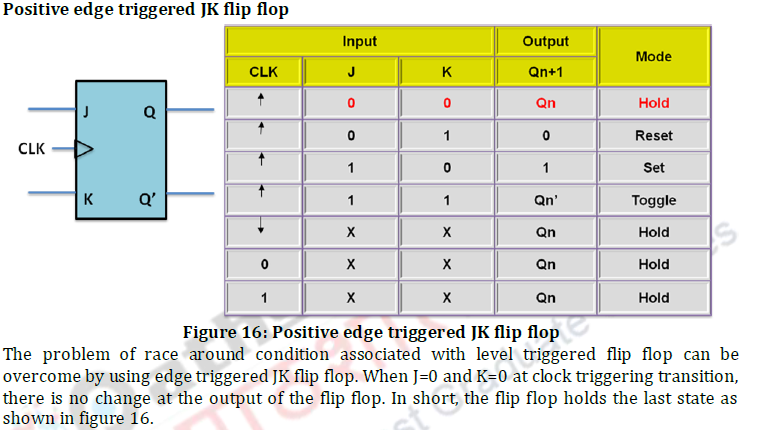 Positive edge triggered JK flip flop
Input Output Mode
CLK J K Qn+1
↑ 0 0 Qn Hold
↑ 0 1 0 Reset
↑ 1 0 1 Set
↑ 1 1 Qn' Toggle
↓ X X Qn Hold
0 X X Qn Hold
1 X X Qn Hold
J Q
CLK
K Q’
Figure 16: Positive edge triggered JK flip flop
The problem of race around condition associated with level triggered flip flop can be
overcome by using edge triggered JK flip flop. When J=0 and K=0 at clock triggering transition,
there is no change at the output of the flip flop. In short, the flip flop holds the last state as
shown in figure 16.